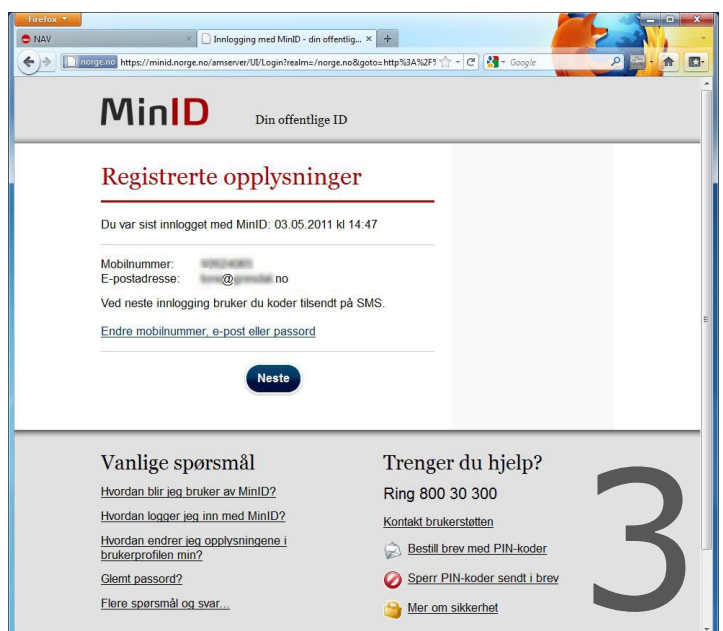 Firefox
NAV
Innlogging med MinID - din offentlig...
norge.no https://minid.norge.no/amserver/UI/Login?realm=/norge.no&goto=http%3A%2F
Google
MinID
Din offentlige ID
Registrerte opplysninger
Du var sist innlogget med MinID: 03.05.2011 kl 14:47
Mobilnummer:
E-postadresse: @ .no
Ved neste innlogging bruker du koder tilsendt på SMS.
Endre mobilnummer, e-post eller passord
Neste
Vanlige spørsmål
Hvordan blir jeg bruker av MinID?
Hvordan logger jeg inn med MinID?
Hvordan endrer jeg opplysningene i
brukerprofilen min?
Glemt passord?
Flere spørsmål og svar...
Trenger du hjelp?
Ring 800 30 300
Kontakt brukerstøtten
Bestill brev med PIN-koder
Sperr PIN-koder sendt i brev
Mer om sikkerhet
3